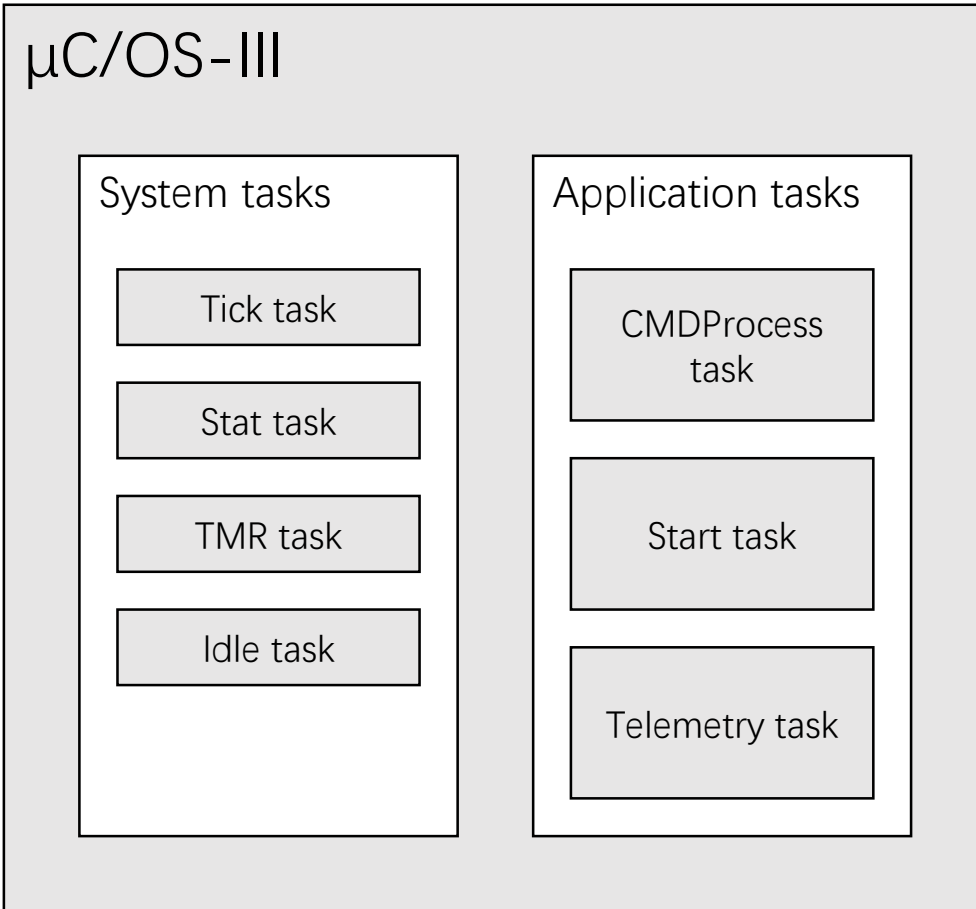 μC/OS-III
System tasks
Tick task
Stat task
TMR task
Idle task
Application tasks
CMDProcess
task
Start task
Telemetry task